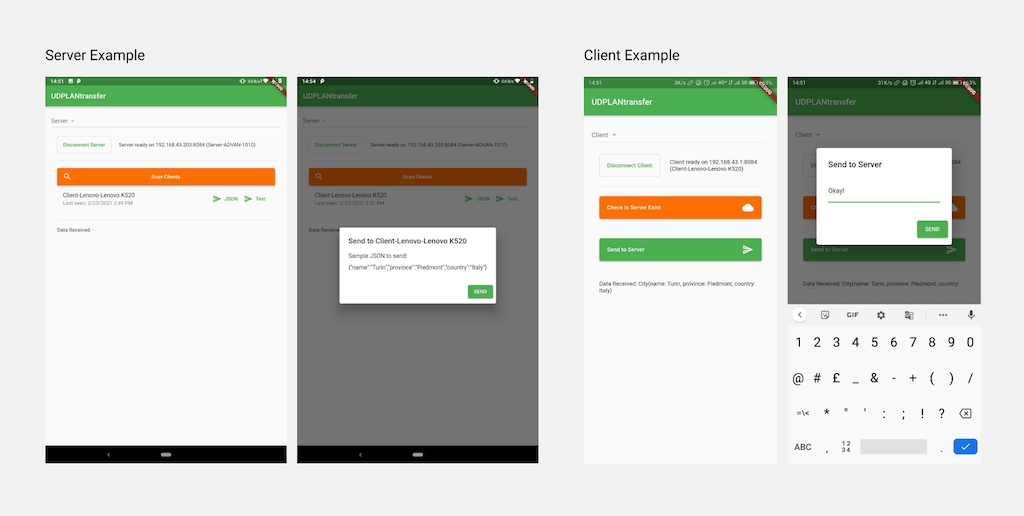 Server Example
14:51
UDPLANtransfer
Server
Disconnect Server
Server ready on 192.168.43.203:8084 (Server-ADVAN-1010)
Scan Clients
Client-Lenovo-Lenovo K520
Last seen: 2/23/2021 2:49 PM
JSON
Text
Data Received: -
14:54
UDPLANtransfer
Server
Disconnect Server
Server ready on 192.168.43.203:8084 (Server-ADVAN-1010)
Scan Clients
Client-Lenovo-Lenovo K520
Last seen: 2/23/2021 2:51 PM
JSON
Text
Data Received
Send to Client-Lenovo-Lenovo K520
Sample JSON to send:
{"name":"Turin","province":"Piedmont","country":"Italy"}
SEND
Client Example
14:51
3K/s
63%
UDPLANtransfer
Client
Disconnect Client
Client ready on 192.168.43.1:8084
(Client-Lenovo-Lenovo K520)
Check is Server Exist
Send to Server
Data Received: City(name: Turin, province: Piedmont, country:
Italy)
14:51
31K/s
63%
UDPLANtransfer
Client
Send to Server
Okay!
SEND
Send to Server
Data Received: City(name: Turin, province: Piedmont, country:
GIF
1 2 3 4 5 6 7 8 9 0
@ # £ _ & - + ( ) /
=\< * " ' : ; ! ?
ABC , 12
34 .